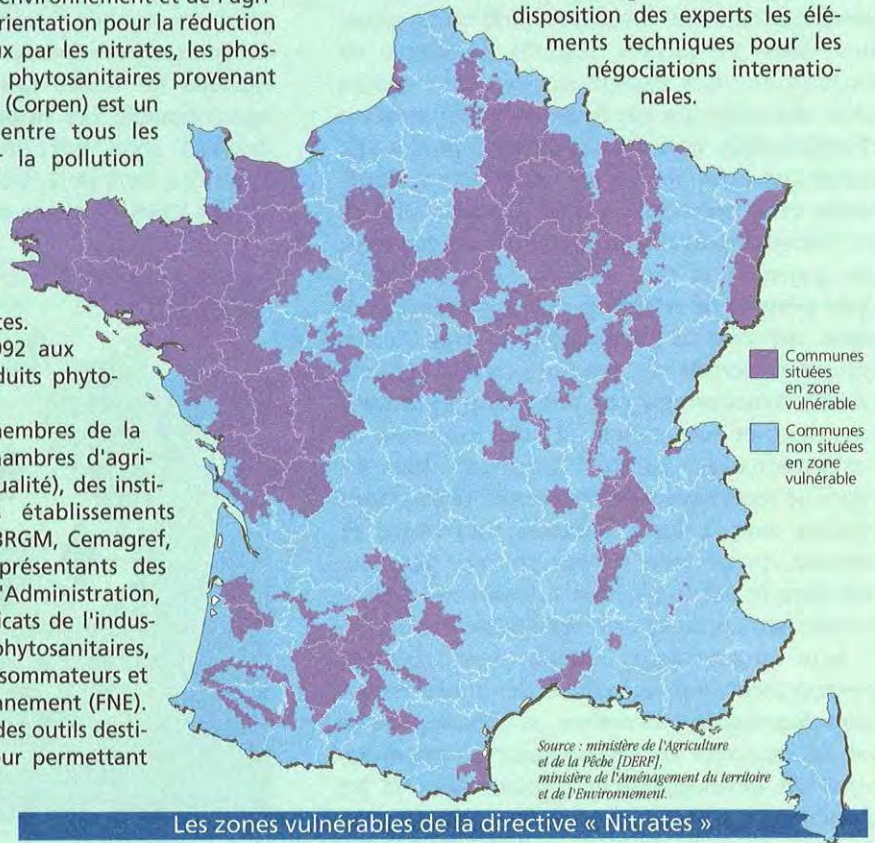 environnement et de l'agri-
rientation pour la réduction
ux par les nitrates, les phos-
phytosanitaires provenant
(Corpen) est un
entre tous les
r la pollution
tes.
992 aux
duits phyto-
membres de la
hambres d'agri-
ualité), des insti-
établissements
BRGM, Cemagref,
présentants des
l'Administration,
icats de l'indus-
phytosanitaires,
sommateurs et
nnement (FNE).
des outils desti-
ur permettant
disposition des experts les élé-
ments techniques pour les
négociations internatio-
nales.
Communes
situées
en zone
vulnérable
Communes
non situées
en zone
vulnérable
Source : ministère de l'Agriculture
et de la Pêche [DERF],
ministère de l'Aménagement du territoire
et de l'Environnement.
Les zones vulnérables de la directive « Nitrates »